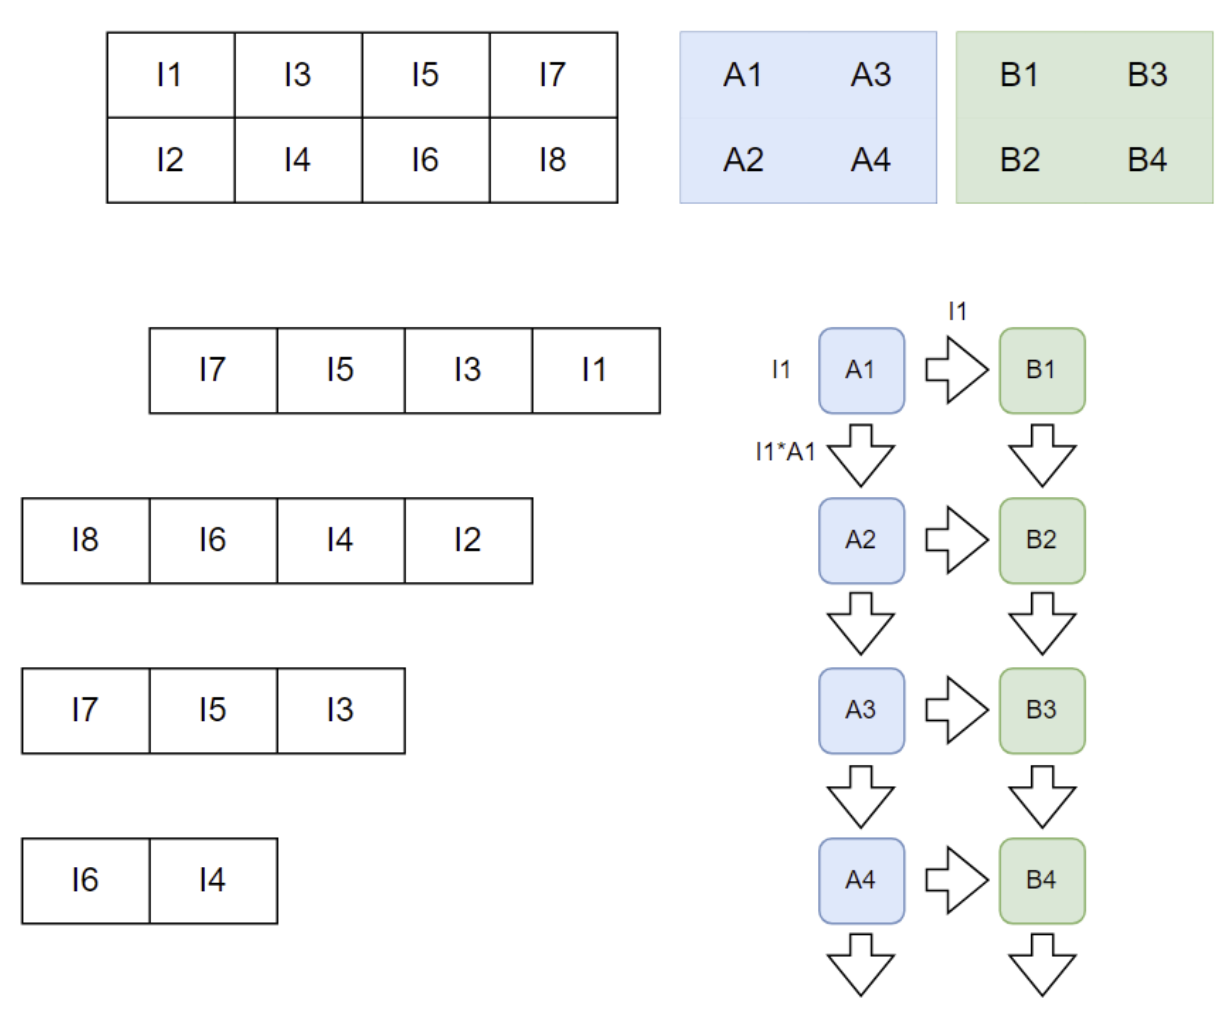 I1 I3 I5 I7 A1 A3 B1 B3
I2 I4 I6 I8 A2 A4 B2 B4
I1
I7 I5 I3 I1 I1 A1 B1
I1*A1
I8 I6 I4 I2 A2 B2
I7 I5 I3 A3 B3
I6 I4 A4 B4